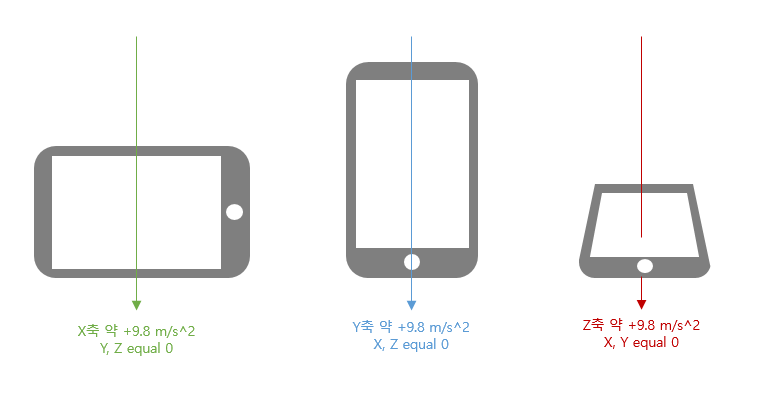 X축 약 +9.8 m/s^2
Y, Z equal 0
Y축 약 +9.8 m/s^2
X, Z equal 0
Z축 약 +9.8 m/s^2
X, Y equal 0